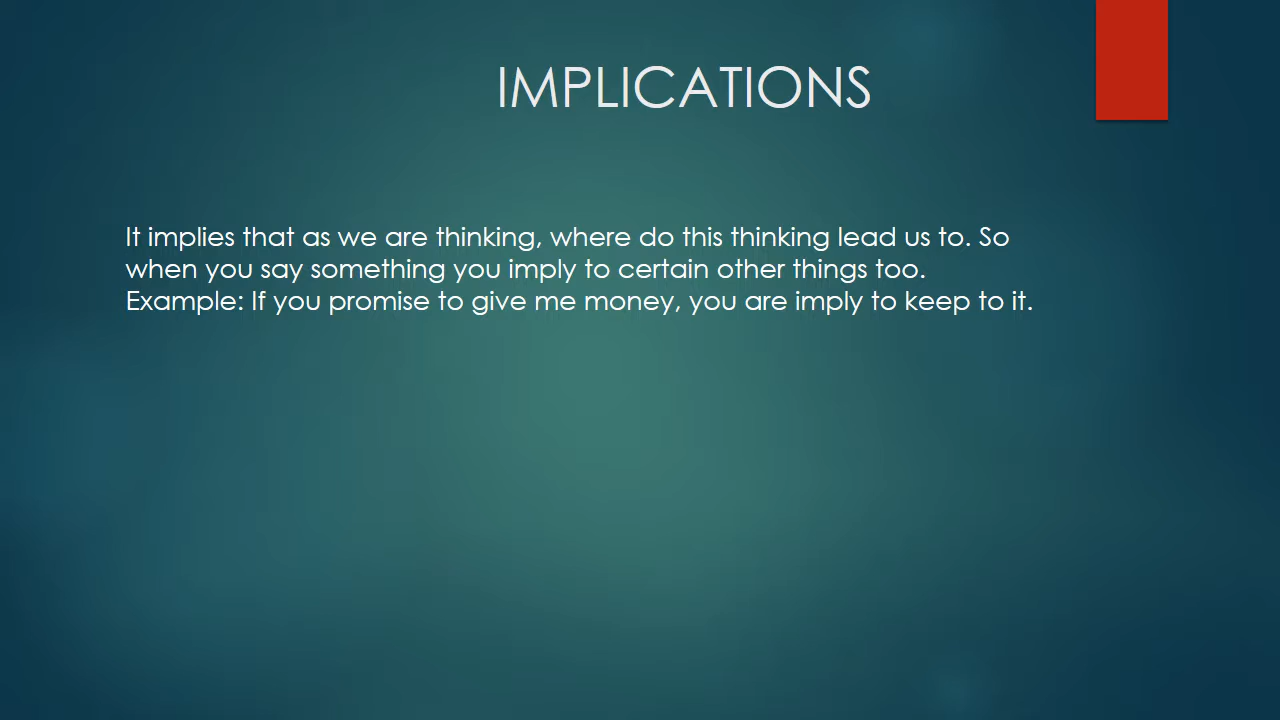 IMPLICATIONS
It implies that as we are thinking, where do this thinking lead us to. So
when you say something you imply to certain other things too.
Example: If you promise to give me money, you are imply to keep to it.